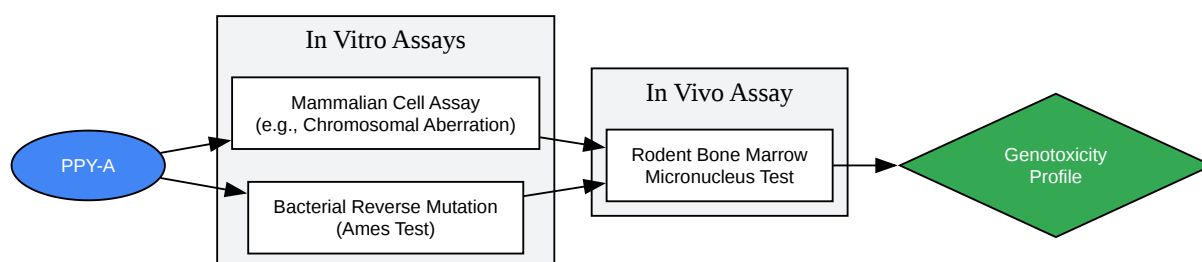 In Vitro Assays
Mammalian Cell Assay
(e.g., Chromosomal Aberration)
In Vivo Assay
PPY-A
Rodent Bone Marrow
Micronucleus Test
Genotoxicity
Profile
Bacterial Reverse Mutation
(Ames Test)